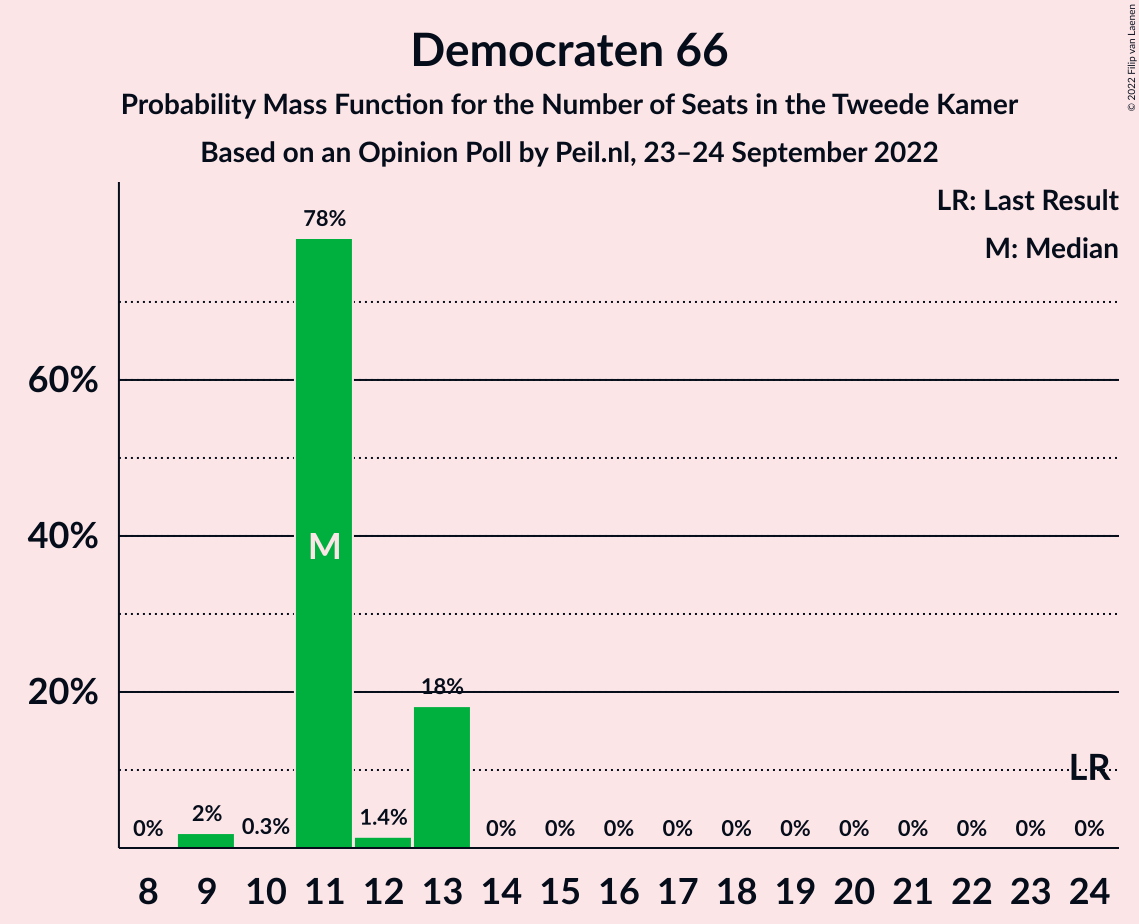 Democraten 66
Probability Mass Function for the Number of Seats in the Tweede Kamer
Based on an Opinion Poll by Peil.nl, 23–24 September 2022
© 2022 Filip van Laenen
LR: Last Result
M: Median
78%
60%
40%
M
20%
18%
LR
0%
2%
0.3%
1.4%
0%
0%
0%
0%
0%
0%
0%
0%
0%
0%
0%
8 9 10 11 12 13 14 15 16 17 18 19 20 21 22 23 24